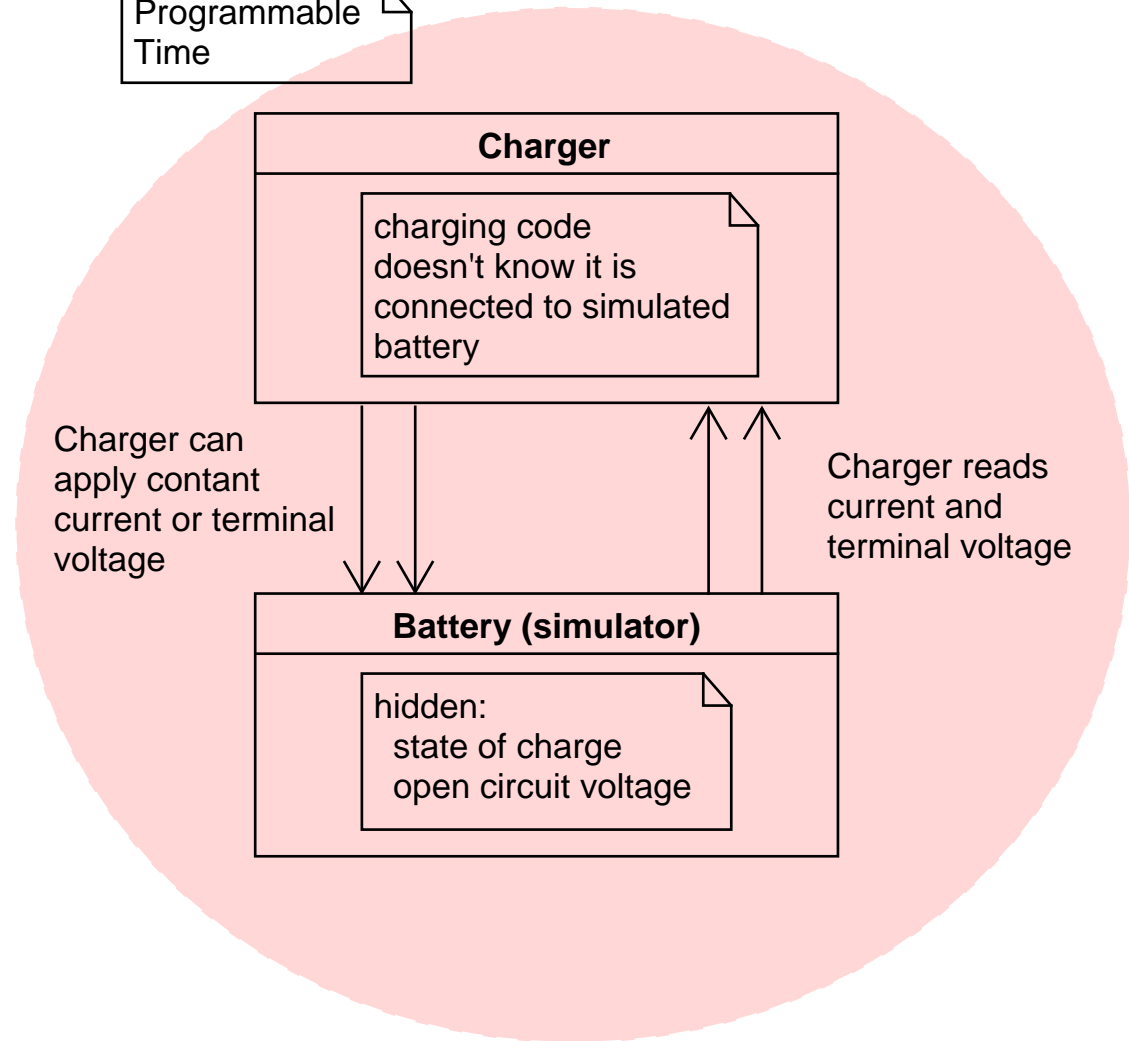 Programmable
Time
Charger
charging code
doesn't know it is
connected to simulated
battery
Charger can
apply contant
current or terminal
voltage
Charger reads
current and
terminal voltage
Battery (simulator)
hidden:
state of charge
open circuit voltage